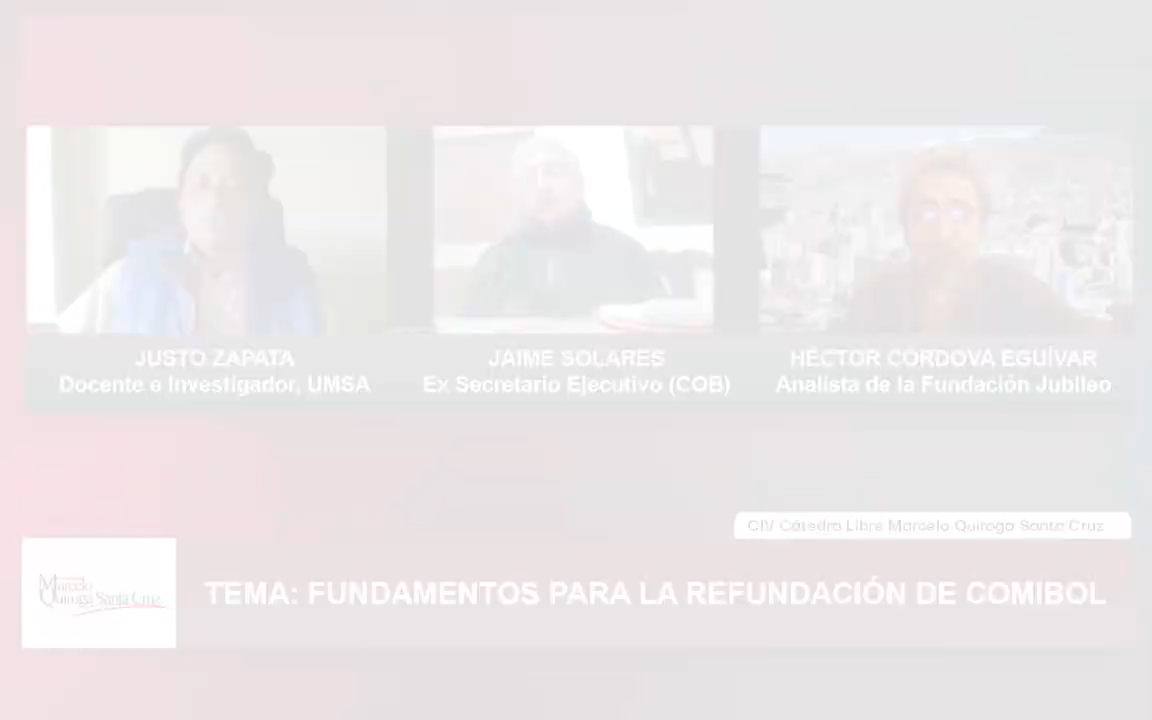 JUSTO ZAPATA
Docente e Investigador, UMSA
JAIME SOLARES
Ex Secretario Ejecutivo (COB)
HÉCTOR CÓRDOVA EGUÍVAR
Analista de la Fundación Jubileo
CIV Cátedra Libre Marcelo Quiroga Santa Cruz
Marcelo
Quiroga Santa Cruz
TEMA: FUNDAMENTOS PARA LA REFUNDACIÓN DE COMIBOL